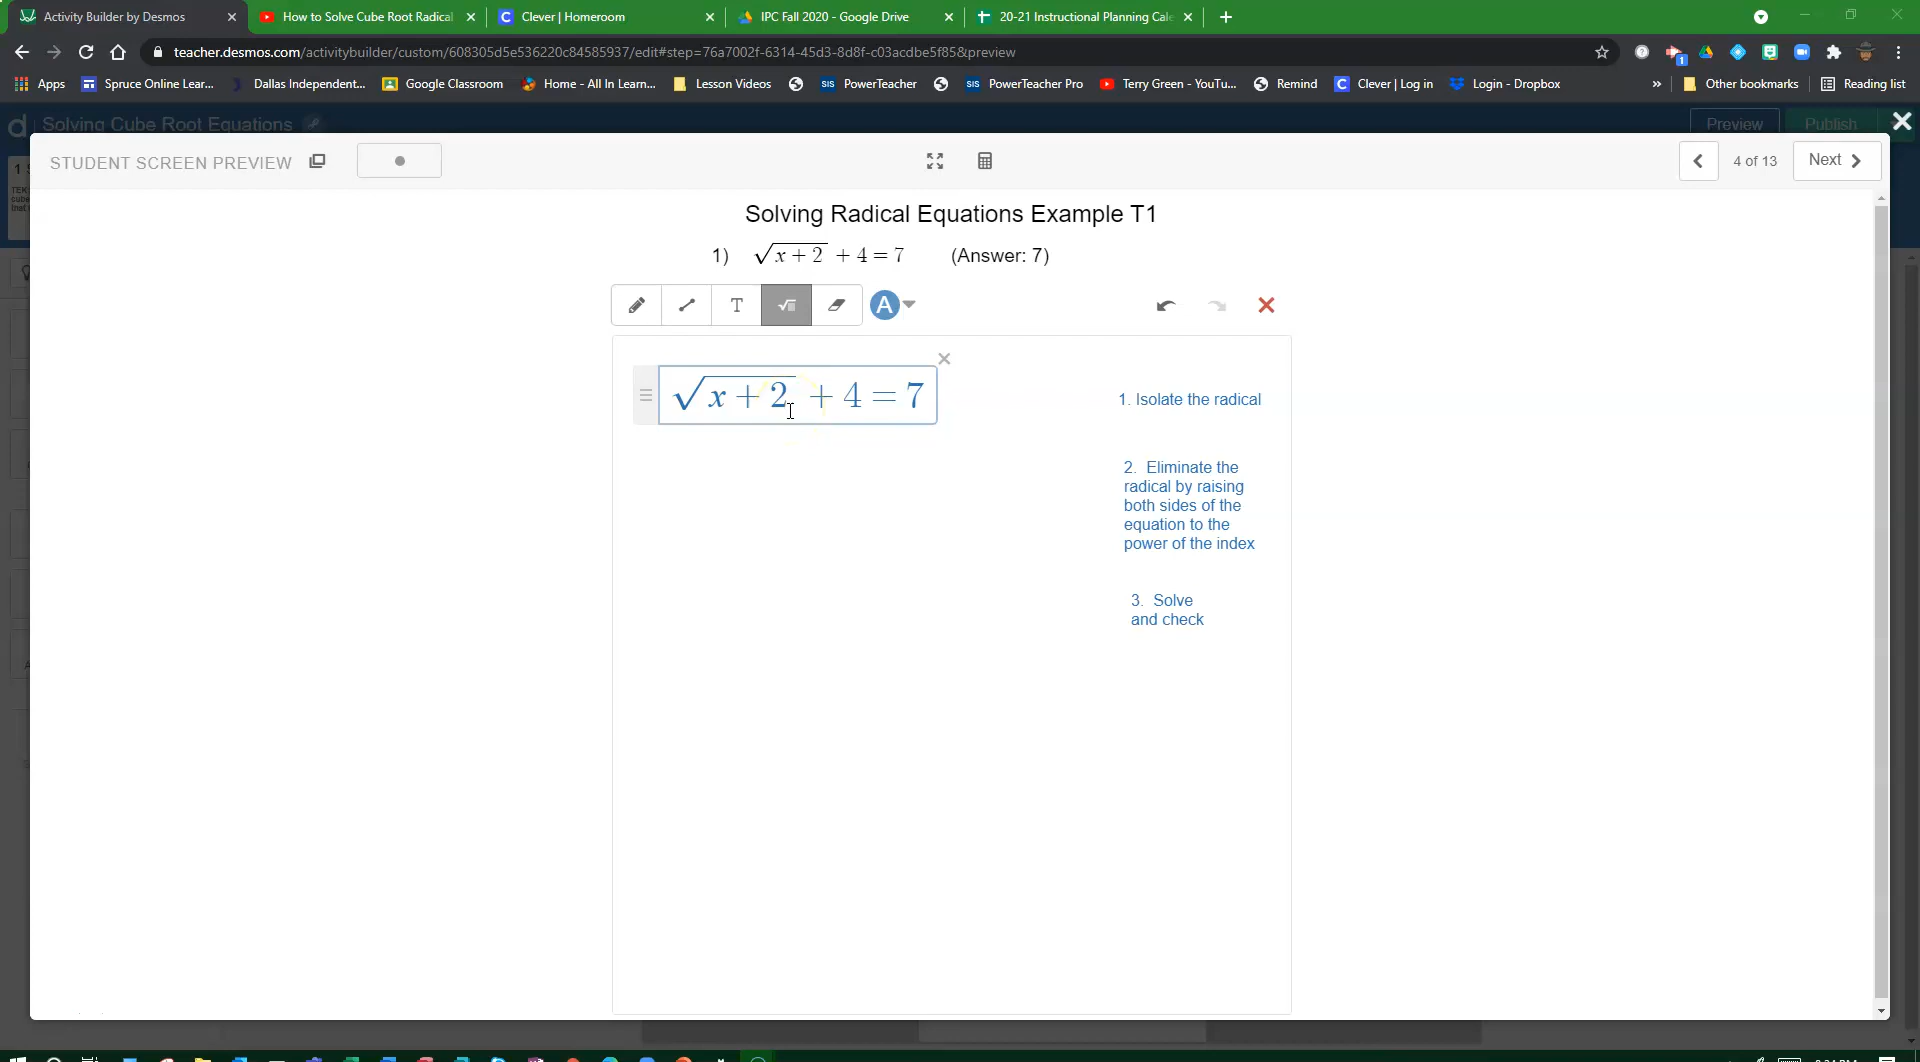 Activity Builder by Desmos
How to Solve Cube Root Radical
Clever | Homeroom
IPC Fall 2020 - Google Drive
20-21 Instructional Planning Cale
teacher.desmos.com/activitybuilder/custom/608305d5e536220c84585937/edit#step=76a7002f-6314-45d3-8d8f-c03acdbe5f85&preview
Apps
Spruce Online Lear...
Dallas Independent...
Google Classroom
Home - All In Learn...
Lesson Videos
SIS PowerTeacher
SIS PowerTeacher Pro
Terry Green - YouTu...
Remind
Clever | Log in
Login - Dropbox
»
Other bookmarks
Reading list
d | Solving Cube Root Equations
Preview
Publish
STUDENT SCREEN PREVIEW
4 of 13
Next
Solving Radical Equations Example T1
1) √(x + 2) + 4 = 7 (Answer: 7)
T
A
√(x + 2) + 4 = 7
1. Isolate the radical
2. Eliminate the
radical by raising
both sides of the
equation to the
power of the index
3. Solve
and check